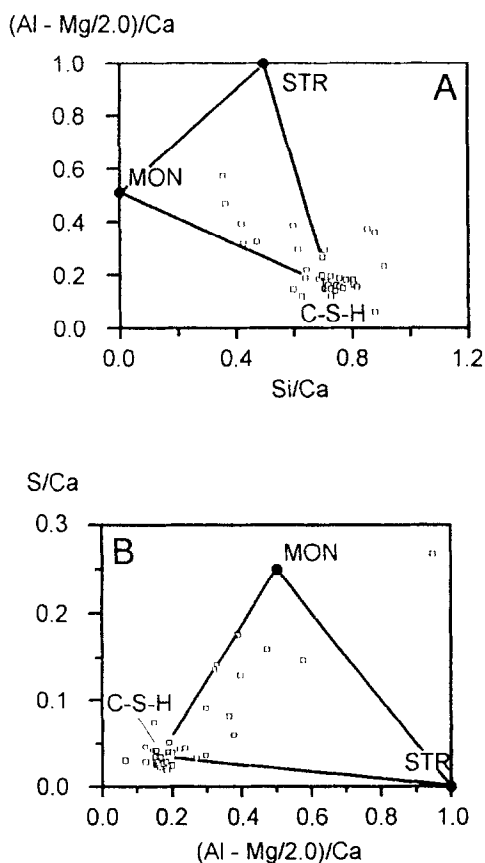 (Al - Mg/2.0)/Ca
A
1.0
STR
0.8
0.6
MON
0.4
0.2
C-S-H
0.0
0.0 0.4 0.8 1.2
Si/Ca
S/Ca
0.3
B
MON
0.2
C-S-H
0.1
STR
0.0
0.0 0.2 0.4 0.6 0.8 1.0
(Al - Mg/2.0)/Ca